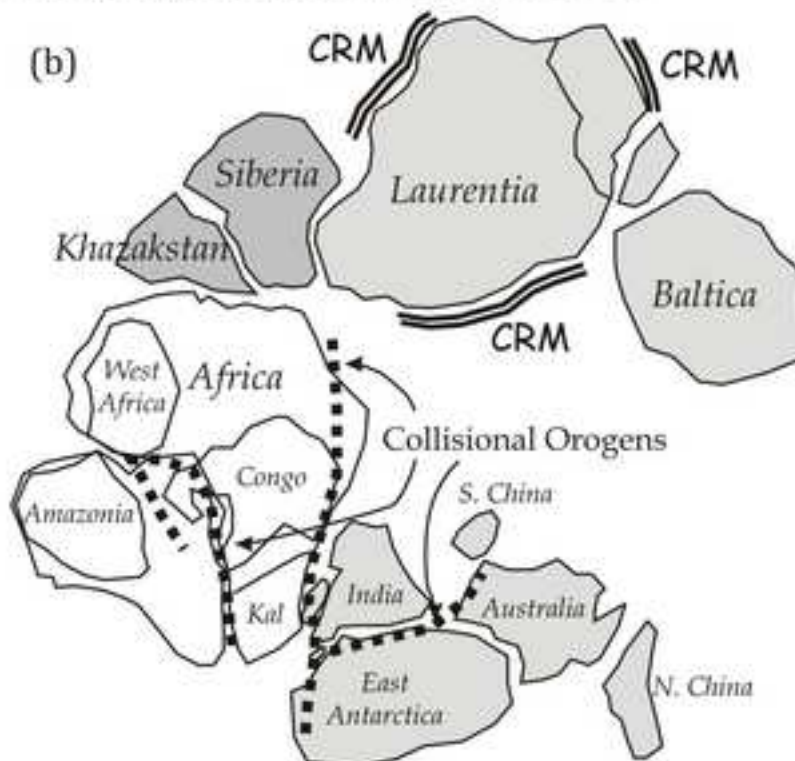 (b)
CRM
CRM
Siberia
Laurentia
Khazakstan
Baltica
CRM
West
Africa
Africa
Collisional Orogens
Congo
S. China
Amazonia
India
Australia
Kal
East
Antarctica
N. China